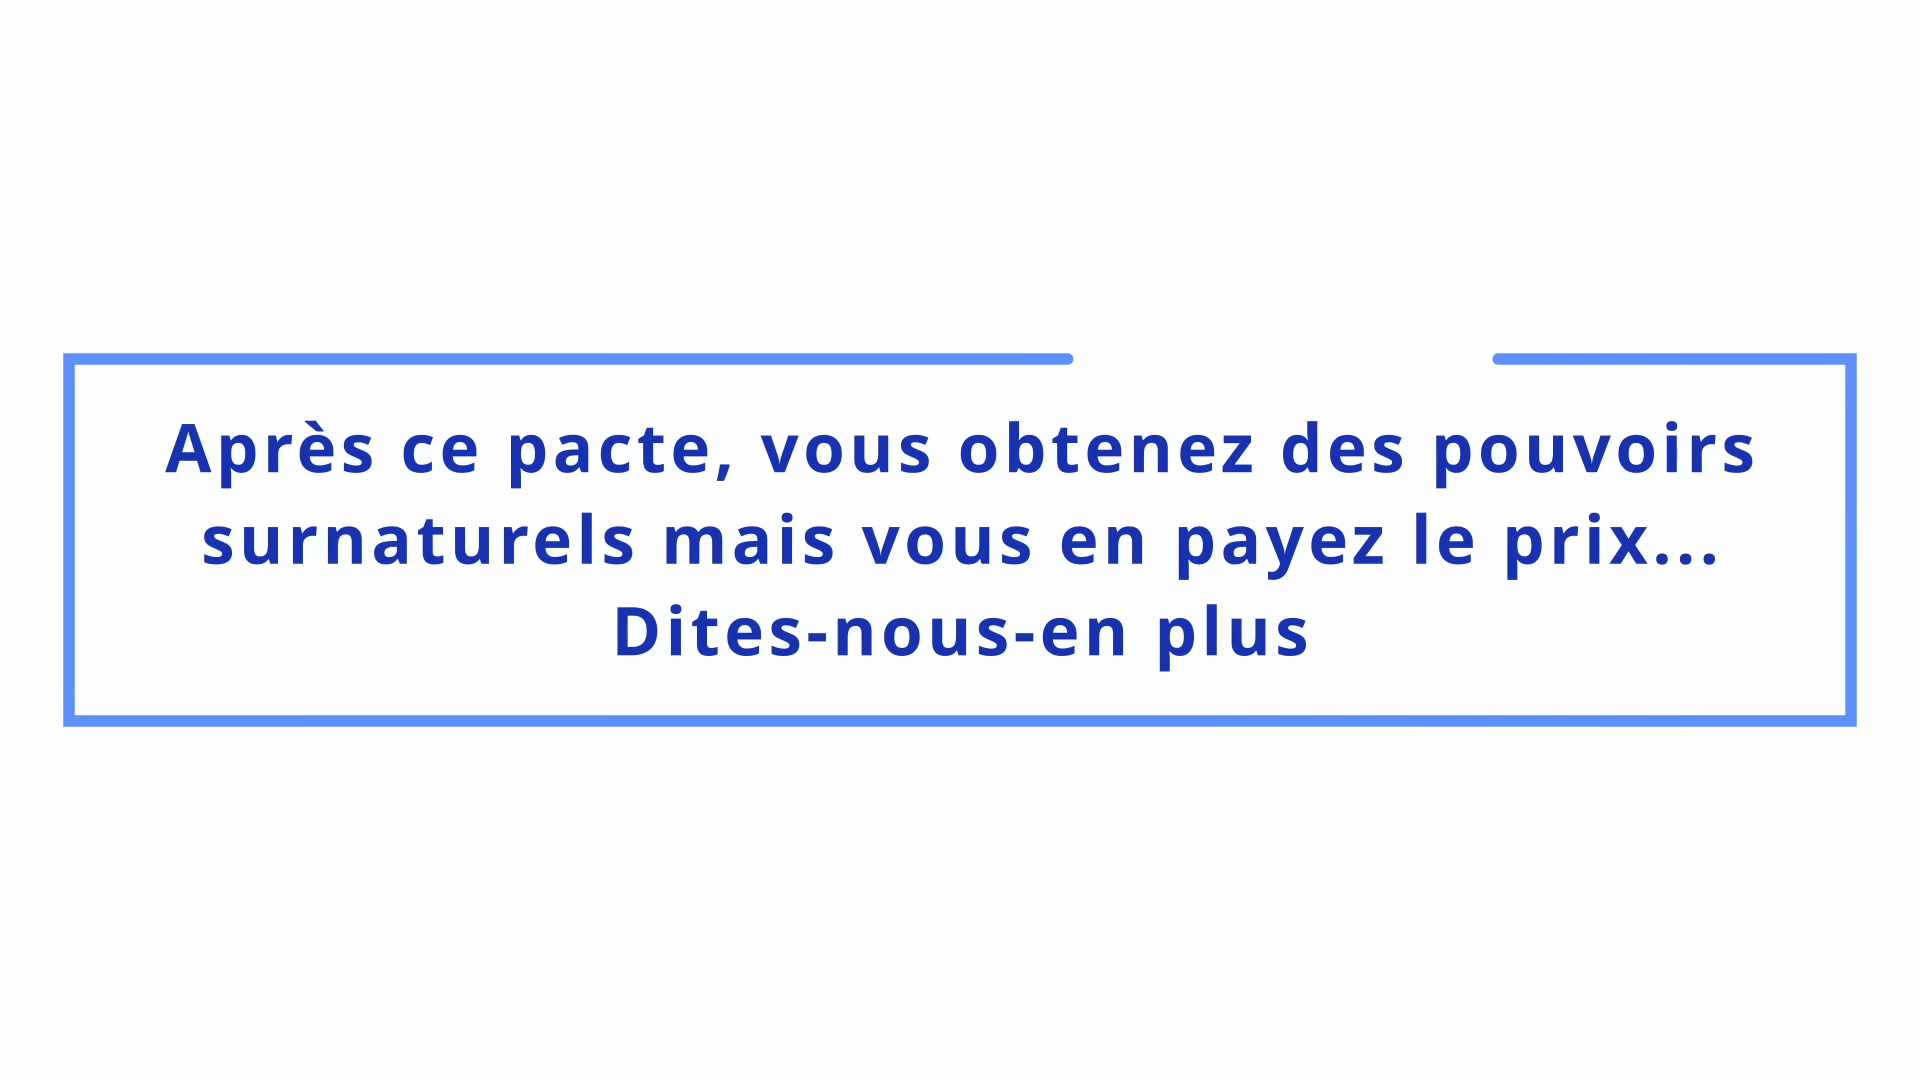 Après ce pacte, vous obtenez des pouvoirs
surnaturels mais vous en payez le prix...
Dites-nous-en plus